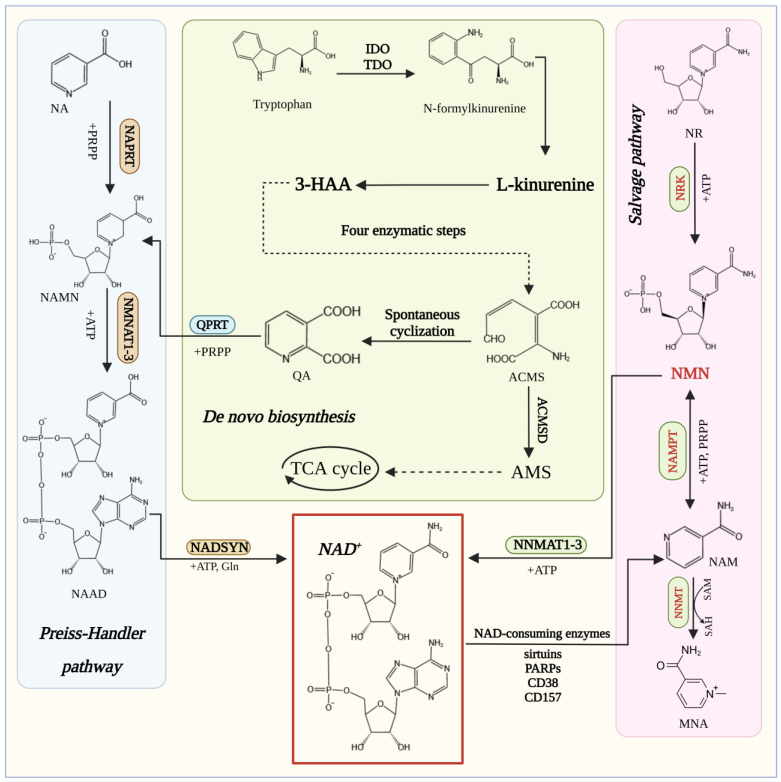 NA
+PRPP
NAPRT
NAMN
+ATP
NMNAT1-3
NAAD
Preiss-Handler
pathway
Tryptophan
IDO
TDO
N-formylkinurenine
L-kinurenine
3-HAA
Four enzymatic steps
ACMS
Spontaneous
cyclization
QA
QPRT
+PRPP
De novo biosynthesis
ACMSD
AMS
TCA cycle
NADSYN
+ATP, Gln
NAD+
NNMAT1-3
+ATP
NAD-consuming enzymes
sirtuins
PARPs
CD38
CD157
Salvage pathway
NR
NRK
+ATP
NMN
NAMPT
+ATP, PRPP
NAM
NNMT
SAM
SAH
MNA